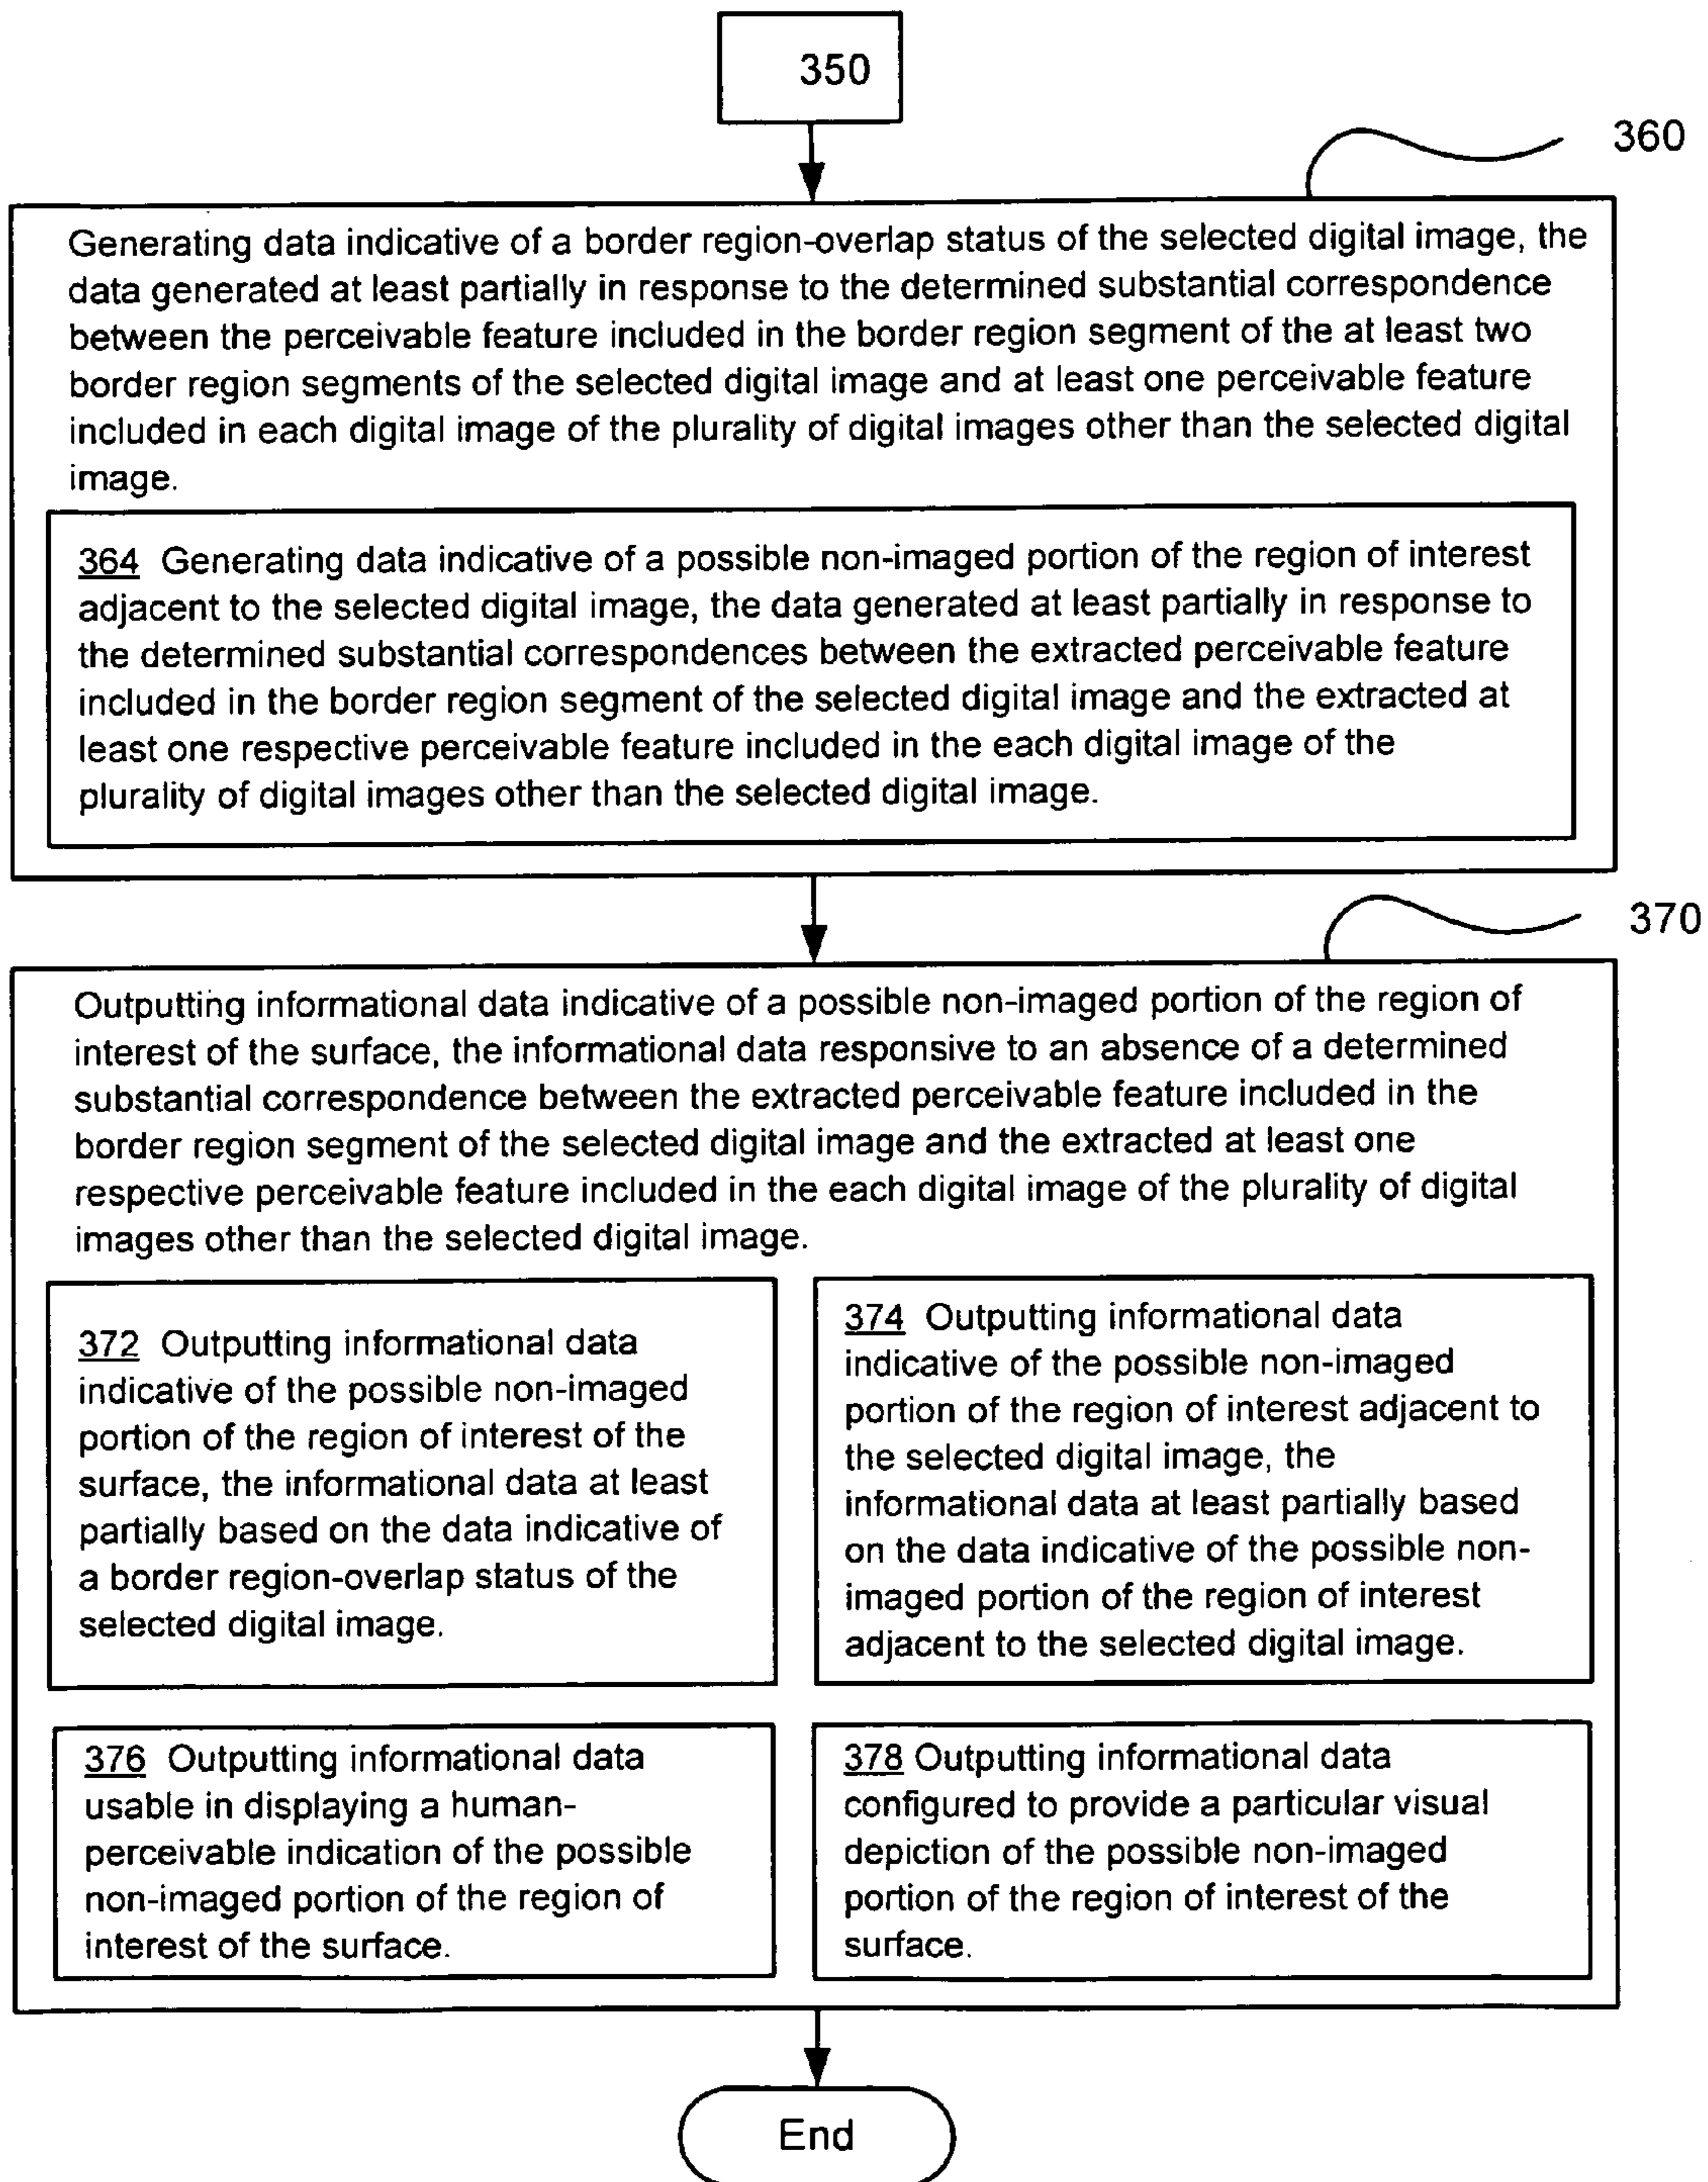 350
360
Generating data indicative of a border region-overlap status of the selected digital image, the
data generated at least partially in response to the determined substantial correspondence
between the perceivable feature included in the border region segment of the at least two
border region segments of the selected digital image and at least one perceivable feature
included in each digital image of the plurality of digital images other than the selected digital
image.
364 Generating data indicative of a possible non-imaged portion of the region of interest
adjacent to the selected digital image, the data generated at least partially in response to
the determined substantial correspondences between the extracted perceivable feature
included in the border region segment of the selected digital image and the extracted at
least one respective perceivable feature included in the each digital image of the
plurality of digital images other than the selected digital image.
370
Outputting informational data indicative of a possible non-imaged portion of the region of
interest of the surface, the informational data responsive to an absence of a determined
substantial correspondence between the extracted perceivable feature included in the
border region segment of the selected digital image and the extracted at least one
respective perceivable feature included in the each digital image of the plurality of digital
images other than the selected digital image.
372 Outputting informational data
indicative of the possible non-imaged
portion of the region of interest of the
surface, the informational data at least
partially based on the data indicative of
a border region-overlap status of the
selected digital image.
374 Outputting informational data
indicative of the possible non-imaged
portion of the region of interest adjacent to
the selected digital image, the
informational data at least partially based
on the data indicative of the possible non-
imaged portion of the region of interest
adjacent to the selected digital image.
376 Outputting informational data
usable in displaying a human-
perceivable indication of the possible
non-imaged portion of the region of
interest of the surface.
378 Outputting informational data
configured to provide a particular visual
depiction of the possible non-imaged
portion of the region of interest of the
surface.
End